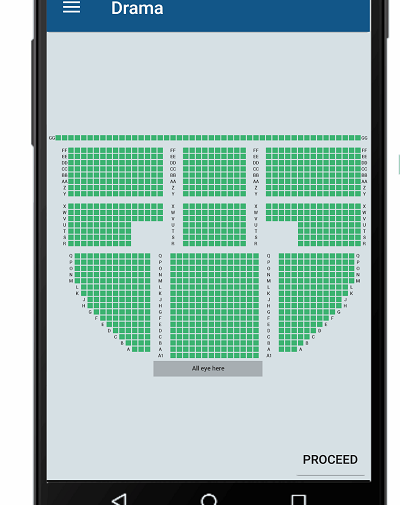 Drama
GG GG
FF FF FF FF
EE EE EE EE
DD DD DD DD
CC CC CC CC
BB BB BB BB
AA AA AA AA
Z Z Z Z
Y Y Y Y
X X X X
W W W W
V V V V
U U U U
T T T T
S S S S
R R R R
Q Q Q Q
P P P P
O O O O
N N N N
M M M M
L L L L
K K K K
J J J J
H H H H
G G G G
F F F F
E E E E
D D D D
C C C C
B B B B
A A A A
A1 A1
All eye here
PROCEED